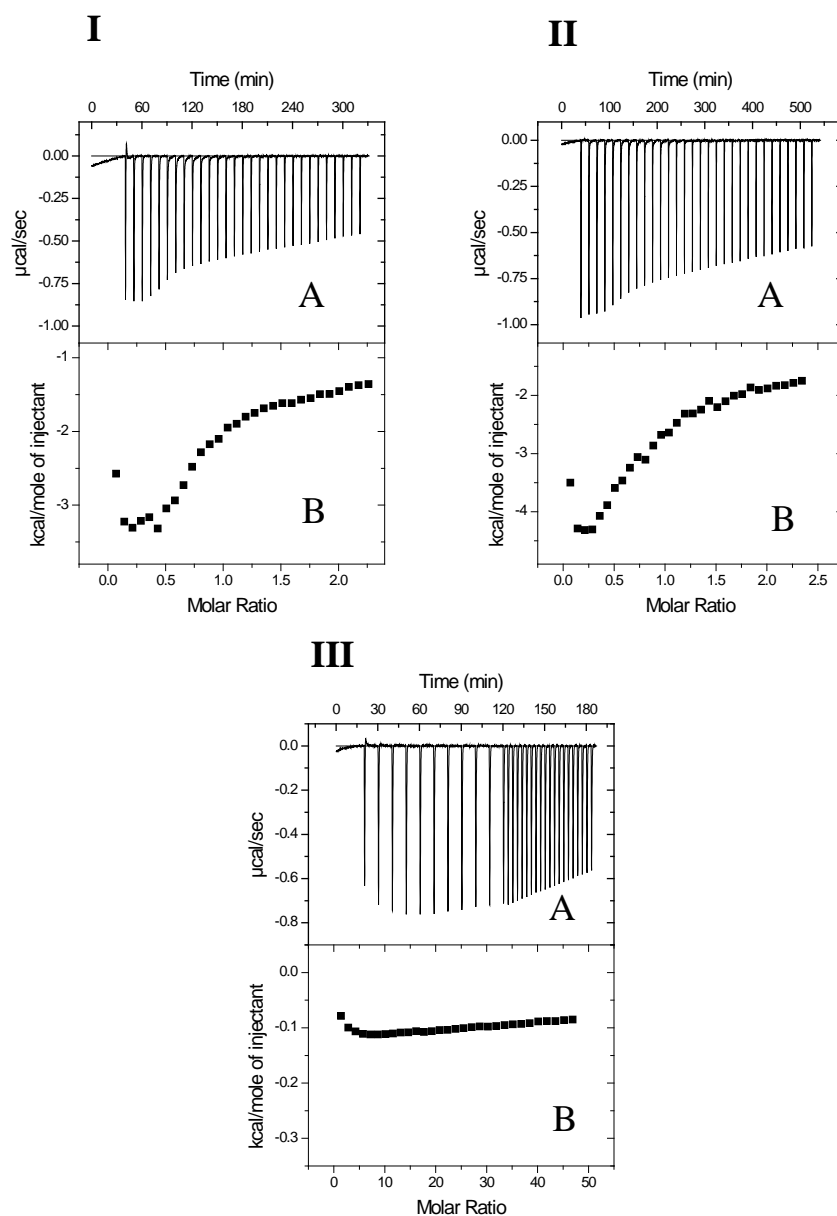 I
Time (min)
0 60 120 180 240 300
0.00
-0.25
-0.50
-0.75
-1.00
µcal/sec
A
-1
-2
-3
kcal/mole of injectant
B
0.0 0.5 1.0 1.5 2.0
Molar Ratio
II
Time (min)
0 100 200 300 400 500
0.00
-0.25
-0.50
-0.75
-1.00
µcal/sec
A
-2
-3
-4
kcal/mole of injectant
B
0.0 0.5 1.0 1.5 2.0 2.5
Molar Ratio
III
Time (min)
0 30 60 90 120 150 180
0.0
-0.2
-0.4
-0.6
-0.8
µcal/sec
A
0.0
-0.1
-0.2
-0.3
kcal/mole of injectant
B
0 10 20 30 40 50
Molar Ratio